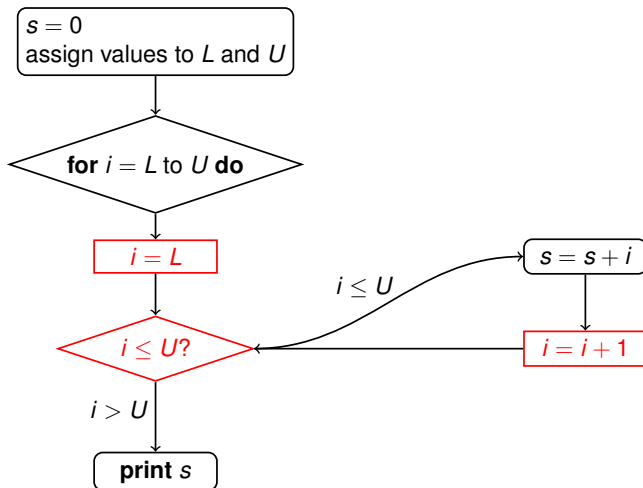 s = 0
assign values to L and U
for i = L to U do
i = L
i ≤ U
s = s + i
i ≤ U?
i = i + 1
i > U
print s